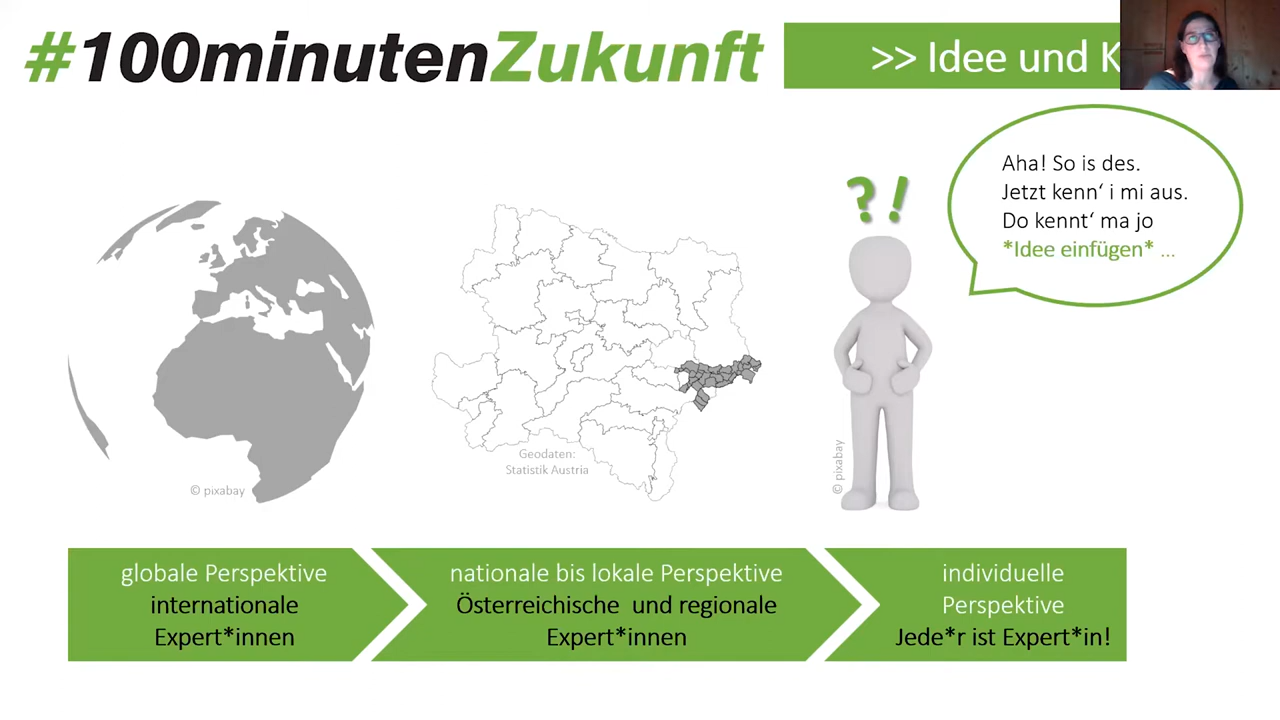 #100minutenZukunft
>> Idee und K
Aha! So is des.
Jetzt kenn‘ i mi aus.
Do kennt‘ ma jo
*Idee einfügen* ...
? !
Geodaten:
Statistik Austria
© pixabay
© pixabay
globale Perspektive
internationale
Expert*innen
nationale bis lokale Perspektive
Österreichische und regionale
Expert*innen
individuelle
Perspektive
Jede*r ist Expert*in!